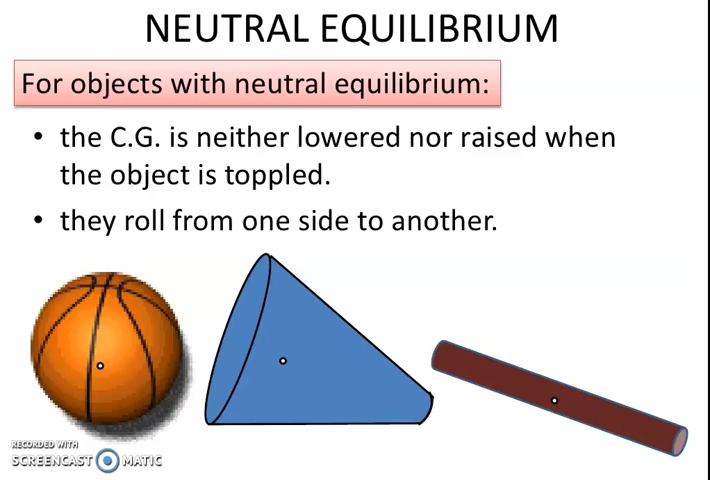 NEUTRAL EQUILIBRIUM
For objects with neutral equilibrium:
• the C.G. is neither lowered nor raised when
the object is toppled.
• they roll from one side to another.
RECORDED WITH
SCREENCAST MATIC